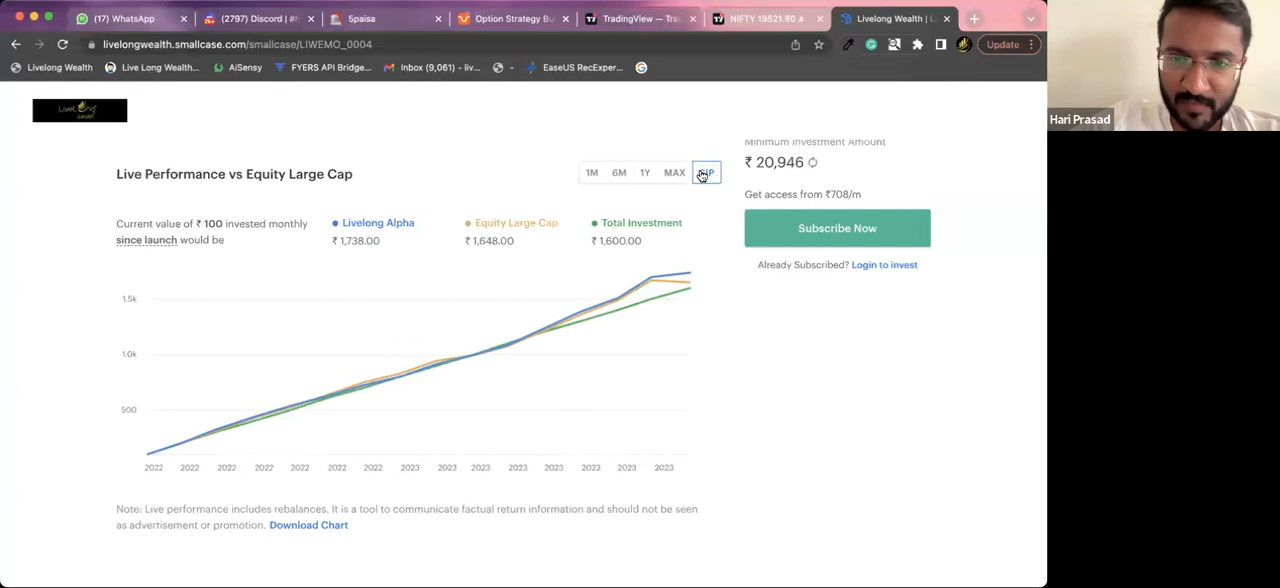 (17) WhatsApp
(2797) Discord | #
5paisa
Option Strategy Bu
TradingView — Tra
NIFTY 19521.80
Livelong Wealth | L
livelongwealth.smallcase.com/smallcase/LIWEMO_0004
Update
Livelong Wealth
Live Long Wealth...
AiSensy
FYERS API Bridge...
Inbox (9,061) - liv...
EaseUS RecExper...
Hari Prasad
Minimum Investment Amount
₹ 20,946
Get access from ₹708/m
Subscribe Now
Already Subscribed? Login to invest
Live Performance vs Equity Large Cap
1M 6M 1Y MAX SIP
Current value of ₹ 100 invested monthly
since launch would be
Livelong Alpha
₹ 1,738.00
Equity Large Cap
₹ 1,648.00
Total Investment
₹ 1,600.00
1.5k
1.0k
500
2022 2022 2022 2022 2022 2022 2022 2023 2023 2023 2023 2023 2023 2023 2023
Note: Live performance includes rebalances. It is a tool to communicate factual return information and should not be seen
as advertisement or promotion. Download Chart